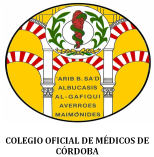 'ARIB B. SA'D
ALBUCASIS
AL-GAFIQUI
AVERROES
MAIMÓNIDES
COLEGIO OFICIAL DE MÉDICOS DE
CÓRDOBA